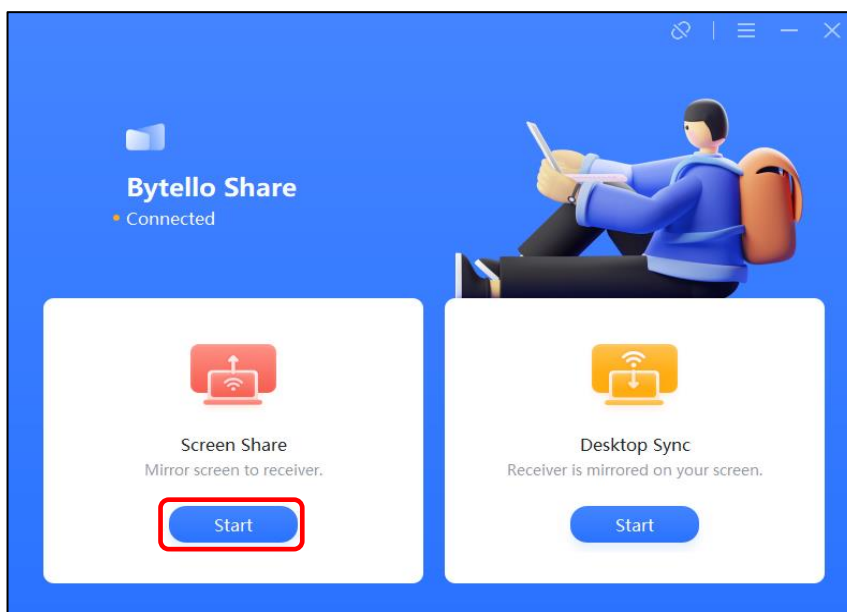 Bytello Share
Connected
Screen Share
Mirror screen to receiver.
Start
Desktop Sync
Receiver is mirrored on your screen.
Start